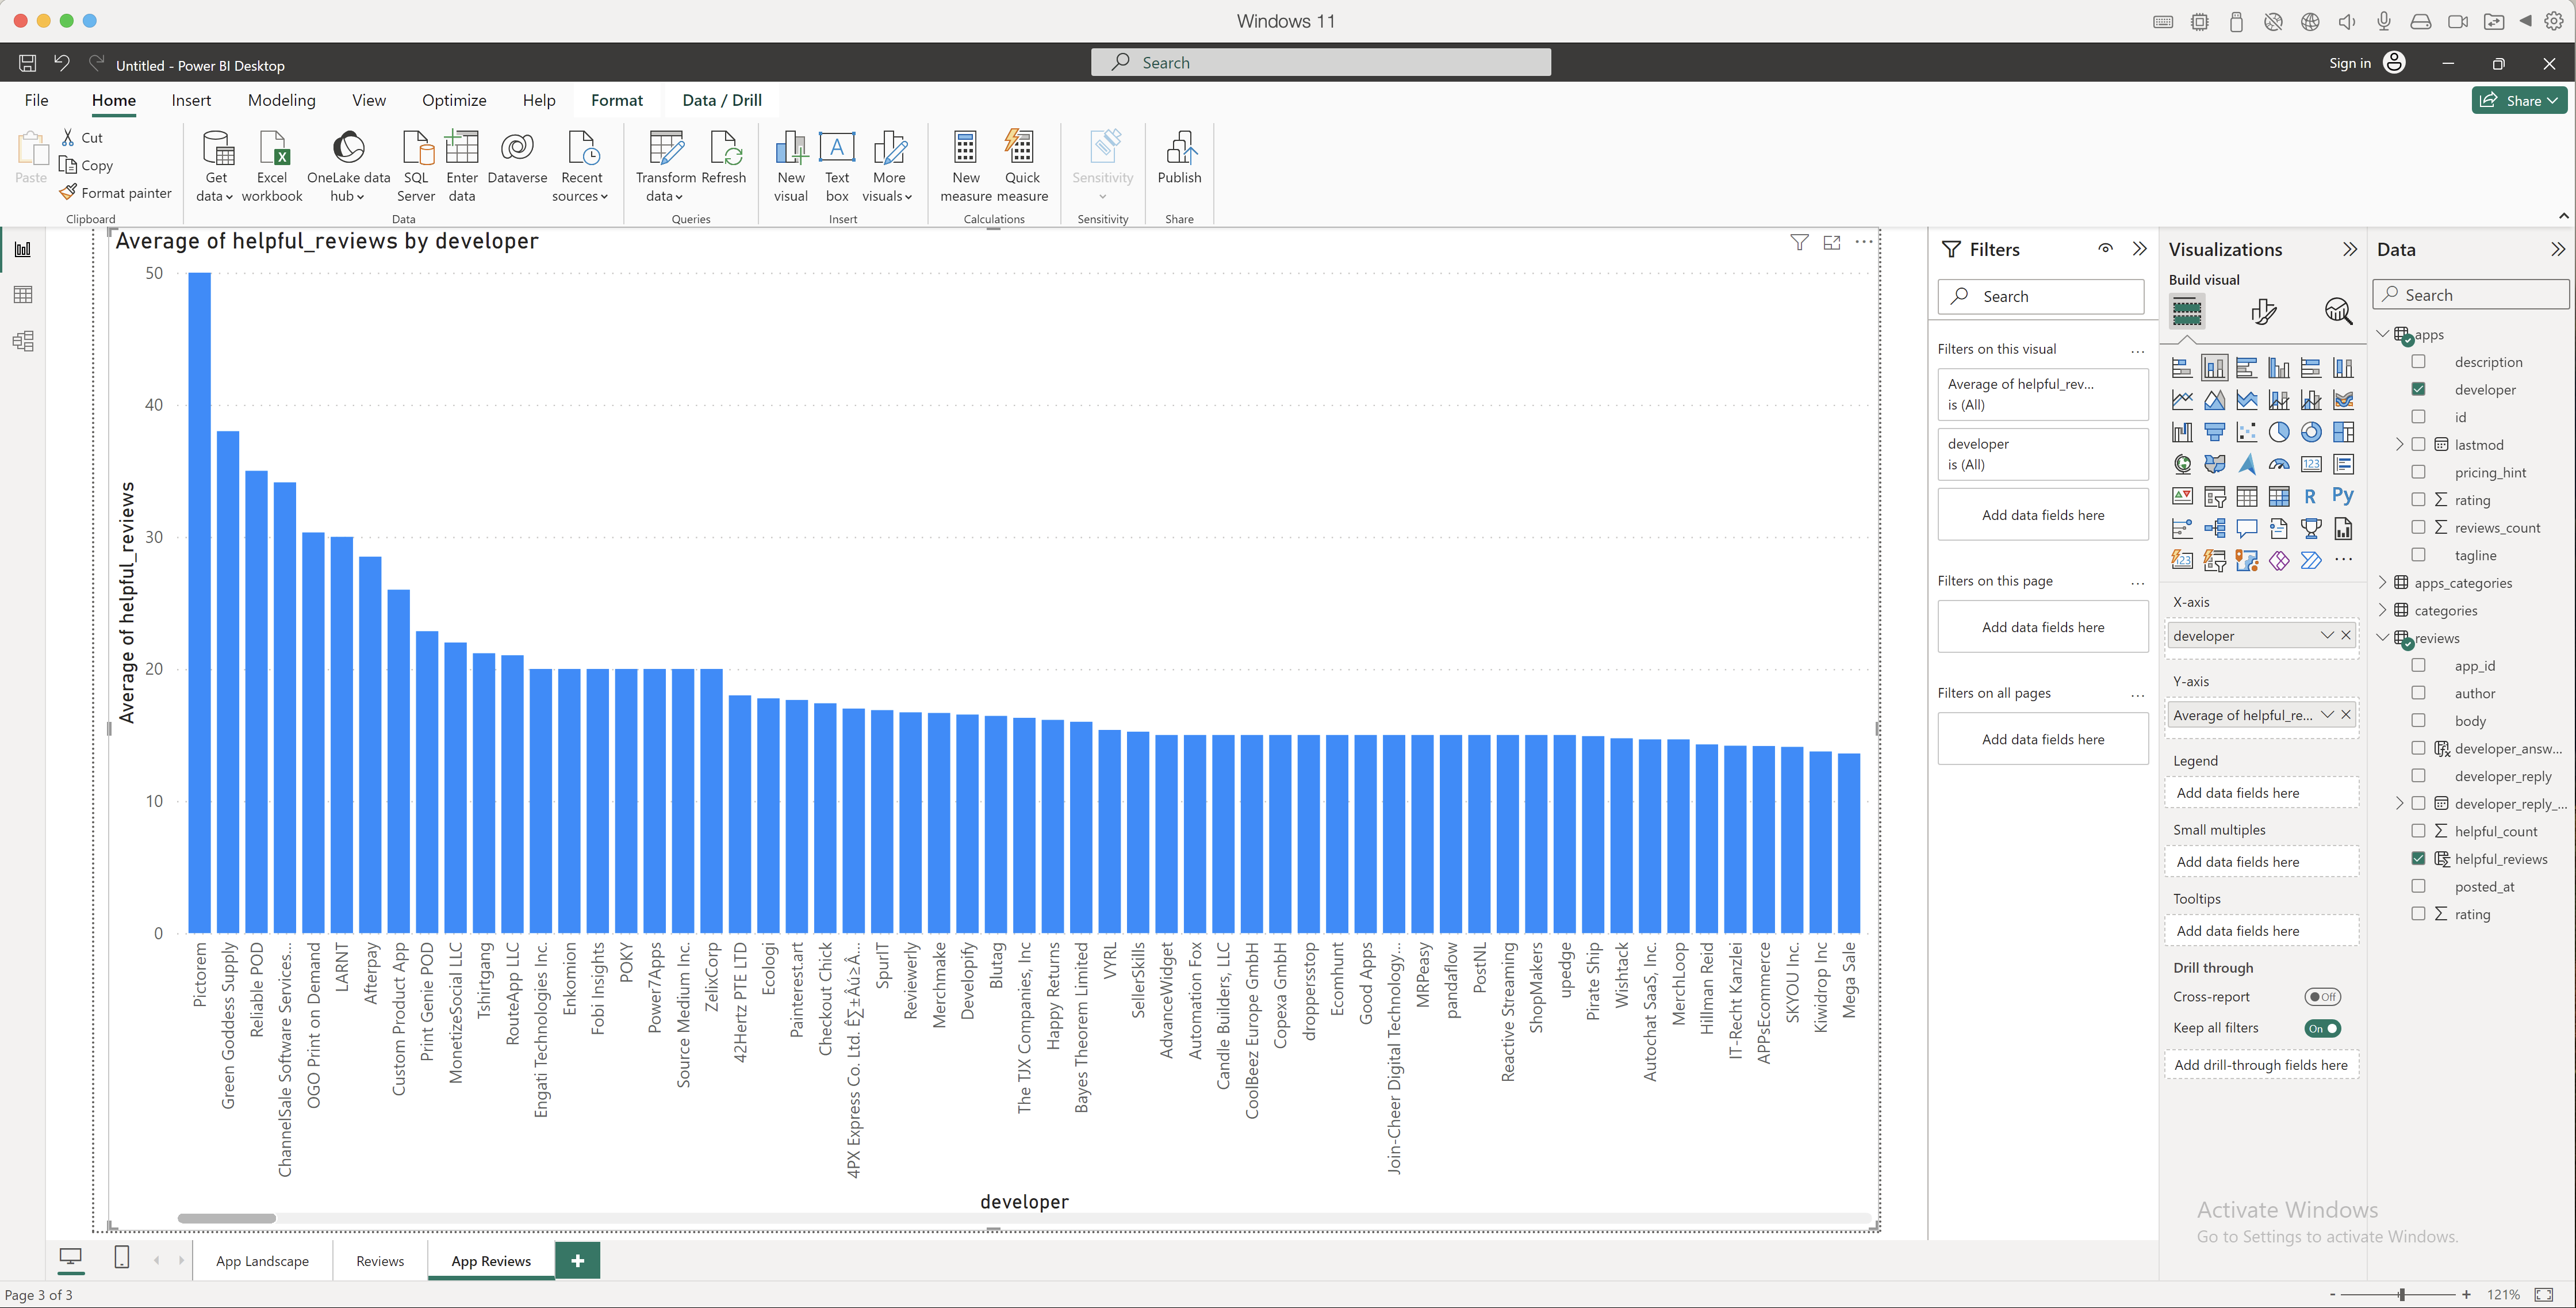 Windows 11
Untitled - Power BI Desktop
Search
Sign in
File
Home
Insert
Modeling
View
Optimize
Help
Format
Data / Drill
Share
Paste
Cut
Copy
Format painter
Clipboard
Get data
Excel workbook
OneLake data hub
SQL Server
Enter data
Dataverse
Recent sources
Data
Transform data
Refresh
Queries
New visual
Text box
More visuals
Insert
New measure
Quick measure
Calculations
Sensitivity
Sensitivity
Publish
Share
Average of helpful_reviews by developer
Average of helpful_reviews
50
40
30
20
10
0
Pictorem
Green Goddess Supply
Reliable POD
ChannelSale Software Services...
OGO Print on Demand
LARNT
Afterpay
Custom Product App
Print Genie POD
MonetizeSocial LLC
Tshirtgang
RouteApp LLC
Engati Technologies Inc.
Enkomion
Fobi Insights
POKY
Power7Apps
Source Medium Inc.
ZelixCorp
42Hertz PTE LTD
Ecologi
Painterest.art
Checkout Chick
4PX Express Co. Ltd. Ê∑±Âú≥Â...
SpurIT
Reviewerly
Merchmake
Developify
Blutag
The TJX Companies, Inc
Happy Returns
Bayes Theorem Limited
VYRL
SellerSkills
AdvanceWidget
Automation Fox
Candle Builders, LLC
CoolBeez Europe GmbH
Copexa GmbH
droppersstop
Ecomhunt
Good Apps
Join-Cheer Digital Technology...
MRPeasy
pandaflow
PostNL
Reactive Streaming
ShopMakers
upedge
Pirate Ship
Wishtack
Autochat SaaS, Inc.
MerchLoop
Hillman Reid
IT-Recht Kanzlei
APPsEcommerce
SKYOU Inc.
Kiwidrop Inc
Mega Sale
developer
Filters
Search
Filters on this visual
Average of helpful_rev...
is (All)
developer
is (All)
Add data fields here
Filters on this page
Add data fields here
Filters on all pages
Add data fields here
Visualizations
Build visual
123
R
Py
123
X-axis
developer
Y-axis
Average of helpful_re...
Legend
Add data fields here
Small multiples
Add data fields here
Tooltips
Add data fields here
Drill through
Cross-report
Off
Keep all filters
On
Add drill-through fields here
Data
Search
apps
description
developer
id
lastmod
pricing_hint
rating
reviews_count
tagline
apps_categories
categories
reviews
app_id
author
body
developer_answ...
developer_reply
developer_reply_...
helpful_count
helpful_reviews
posted_at
rating
Activate Windows
Go to Settings to activate Windows.
App Landscape
Reviews
App Reviews
Page 3 of 3
121%